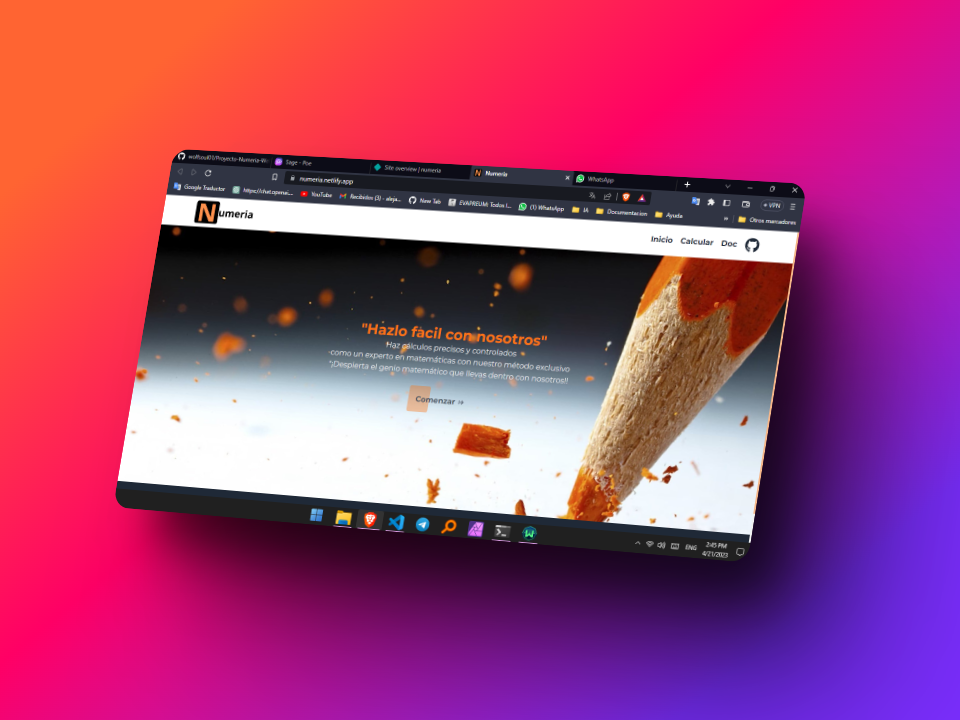 wolfsoul01/Proyecto-Numeria-W
Sage - Poe
Site overview | numeria
Numeria
WhatsApp
numeria.netlify.app
VPN
Google Traductor
https://chat.openai...
YouTube
Recibidos (3) - aleja...
New Tab
EVAPREUM: Todos l...
(1) WhatsApp
IA
Documentacion
Ayuda
»
Otros marcadores
Numeria
Inicio Calcular Doc
"Hazlo facil con nosotros"
Haz cálculos precisos y controlados
como un experto en matemáticas con nuestro método exclusivo
"¡Despierta el genio matemático que llevas dentro con nosotros!!
Comenzar ➔
ENG
2:45 PM
4/21/2023